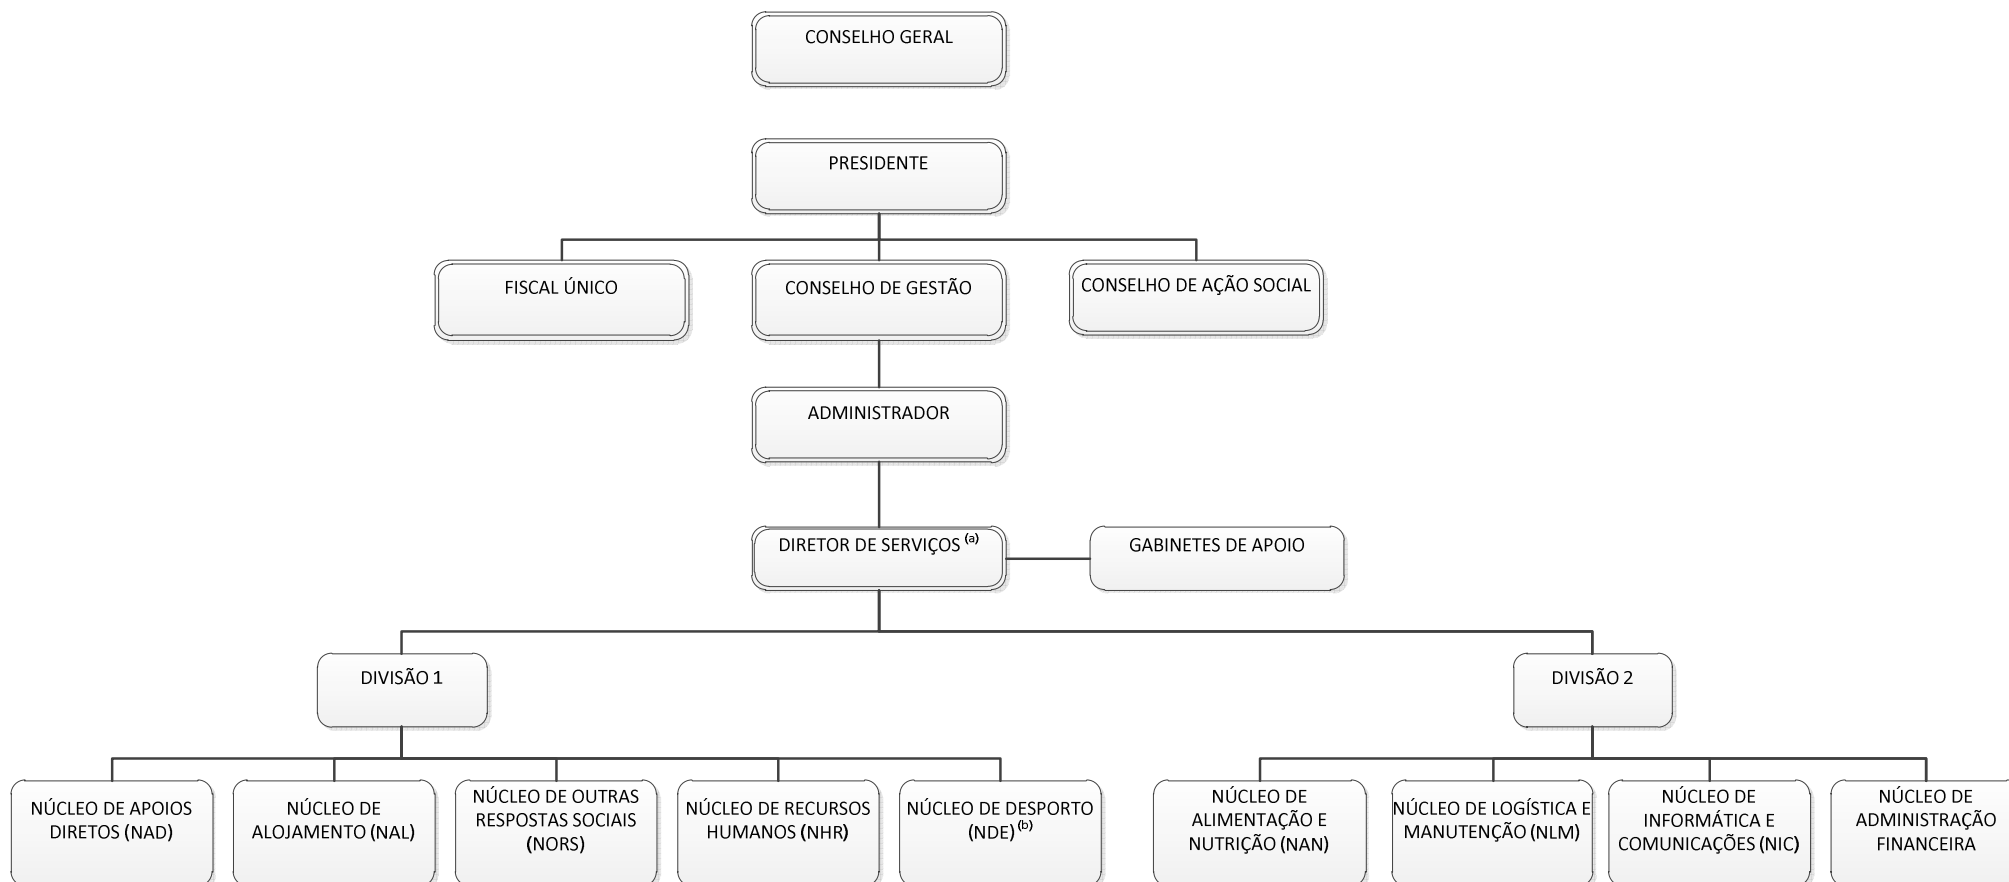 CONSELHO GERAL
PRESIDENTE
FISCAL ÚNICO
CONSELHO DE GESTÃO
CONSELHO DE AÇÃO SOCIAL
ADMINISTRADOR
DIRETOR DE SERVIÇOS (a)
GABINETES DE APOIO
DIVISÃO 1
DIVISÃO 2
NÚCLEO DE APOIOS
DIRETOS (NAD)
NÚCLEO DE
ALOJAMENTO (NAL)
NÚCLEO DE OUTRAS
RESPOSTAS SOCIAIS
(NORS)
NÚCLEO DE RECURSOS
HUMANOS (NHR)
NÚCLEO DE DESPORTO
(NDE)(b)
NÚCLEO DE
ALIMENTAÇÃO E
NUTRIÇÃO (NAN)
NÚCLEO DE LOGÍSTICA E
MANUTENÇÃO (NLM)
NÚCLEO DE
INFORMÁTICA E
COMUNICAÇÕES (NIC)
NÚCLEO DE
ADMINISTRAÇÃO
FINANCEIRA